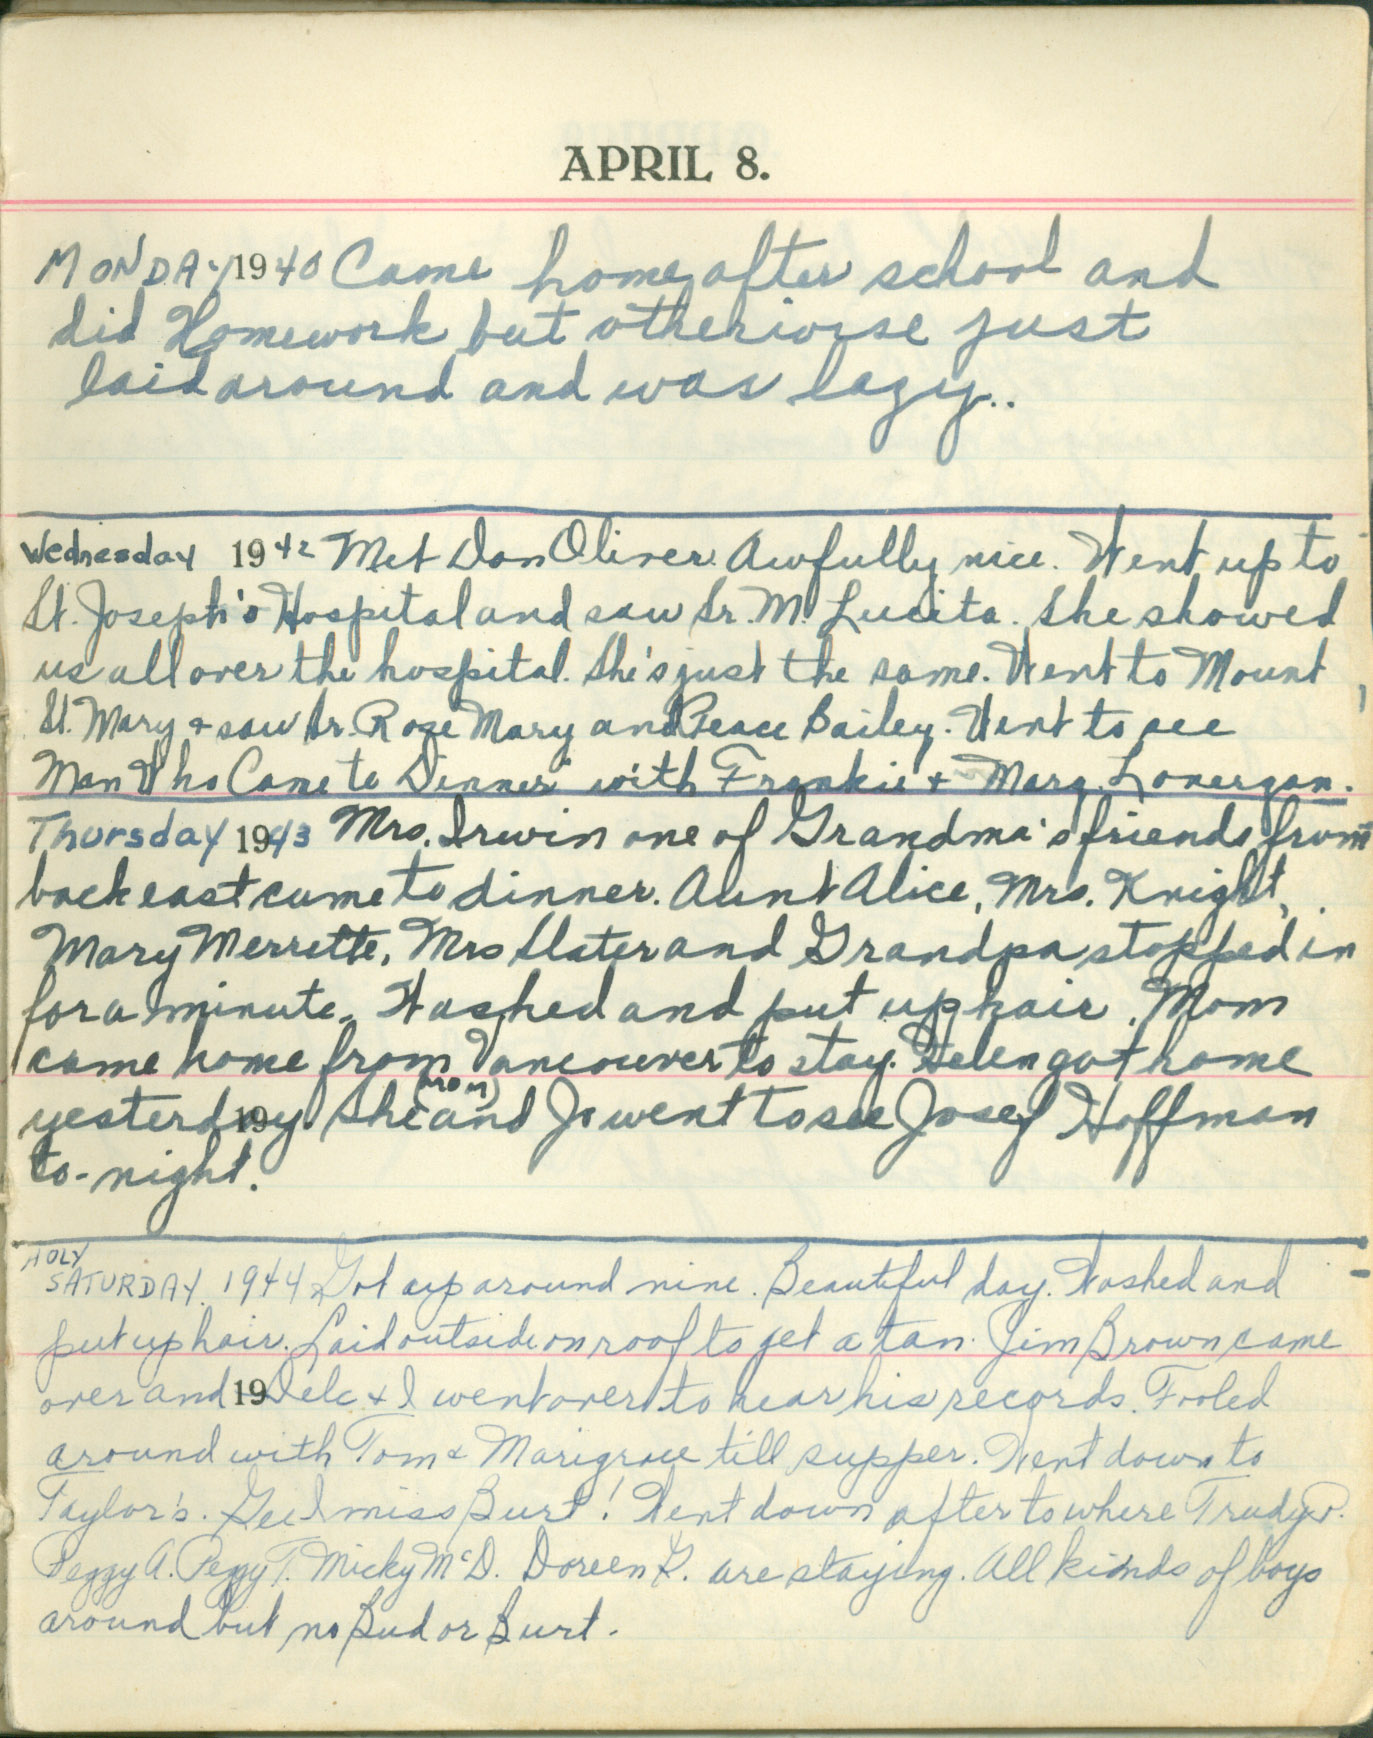 APRIL 8.
MONDAY 1940 Came home after school and
did Homework but otherwise just
laid around and was lazy..
Wednesday 1942 Met Don Oliver. Awfully nice. Went up to
St. Joseph's Hospital and saw Sr. M. Lucita. She showed
us all over the hospital. She's just the same. Went to Mount
St. Mary & saw Sr. Rose Mary and Peace Bailey. Went to see
Man Who Came to Dinner" with Frankie & Marg. Lonergan.
Thursday 1943 Mrs. Irwin one of Grandma's friends from
back east came to dinner. Aunt Alice, Mrs. Knight,
Mary Merrette, Mrs Slater and Grandpa stopped in
for a minute. Washed and put up hair. Mom
came home from Vancouver to stay. Helen got home
yesterday. She (Mom) and Jo went to see Josef Hoffman
19
to-night.
HOLY
SATURDAY. 1944 Got up around nine. Beautiful day. Washed and
put up hair. Laid outside on roof to get a tan. Jim Brown came
over and 19 Dele & I went over to hear his records. Fooled
around with Tom & Marigrace till supper. Went down to
Taylor's. Gee I miss Burt! Went down after to where Trudy P.
Peggy A. Peggy T. Micky McD. Doreen G. are staying. All kinds of boys
around but no Bud or Burt.